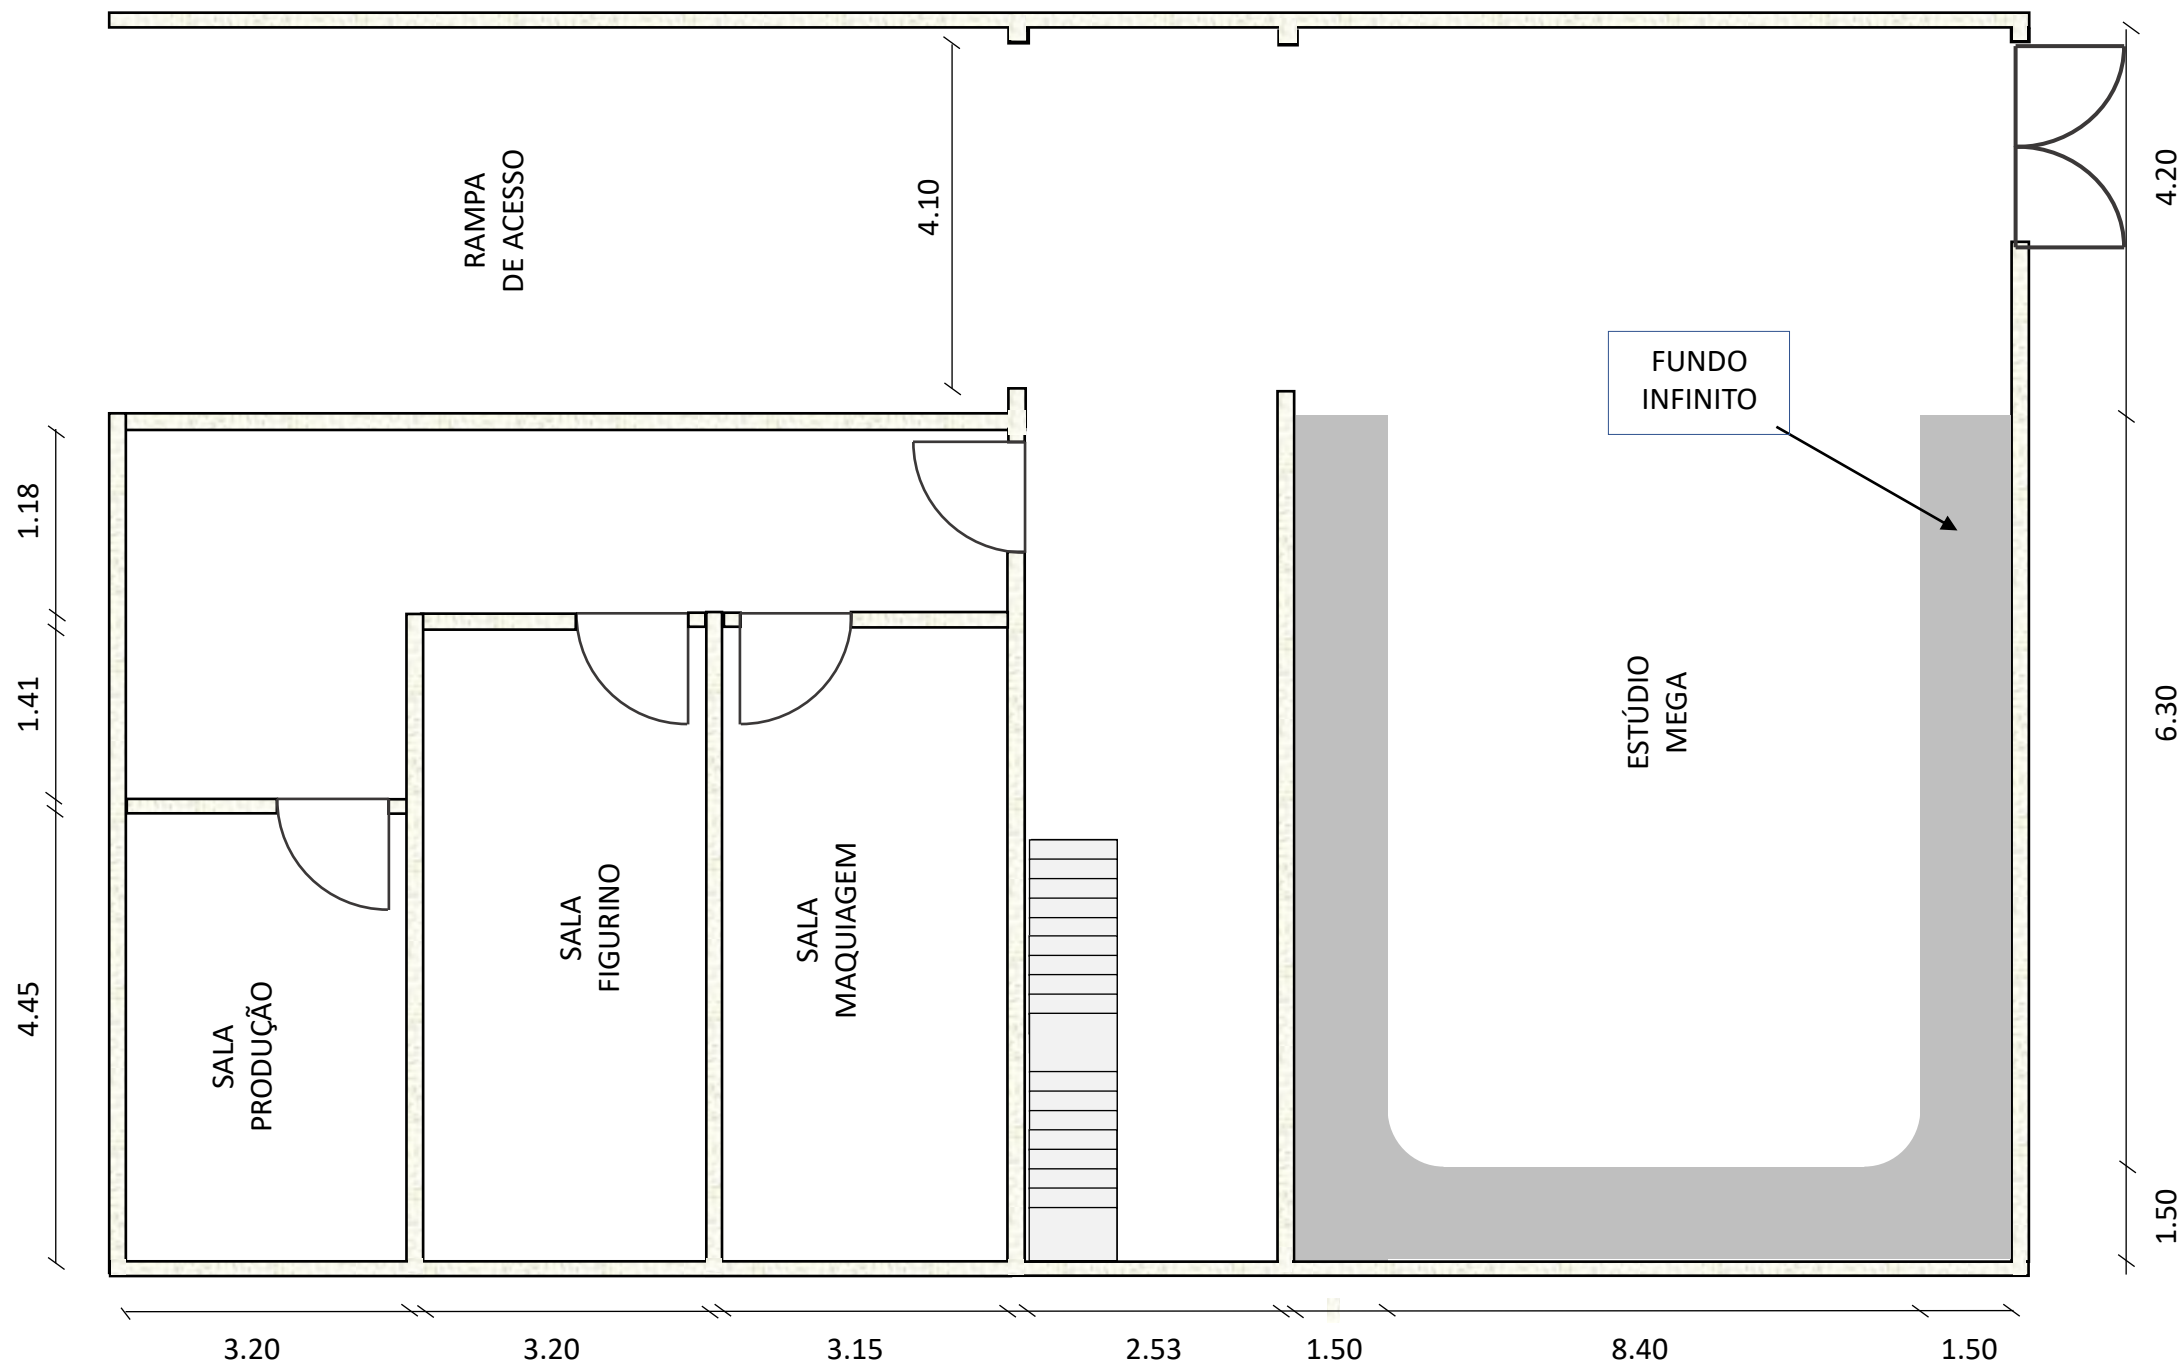 RAMPA
DE ACESSO
4.10
4.20
FUNDO
INFINITO
1.18
1.41
4.45
SALA
PRODUÇÃO
SALA
FIGURINO
SALA
MAQUIAGEM
ESTÚDIO
MEGA
6.30
1.50
3.20
3.20
3.15
2.53
1.50
8.40
1.50